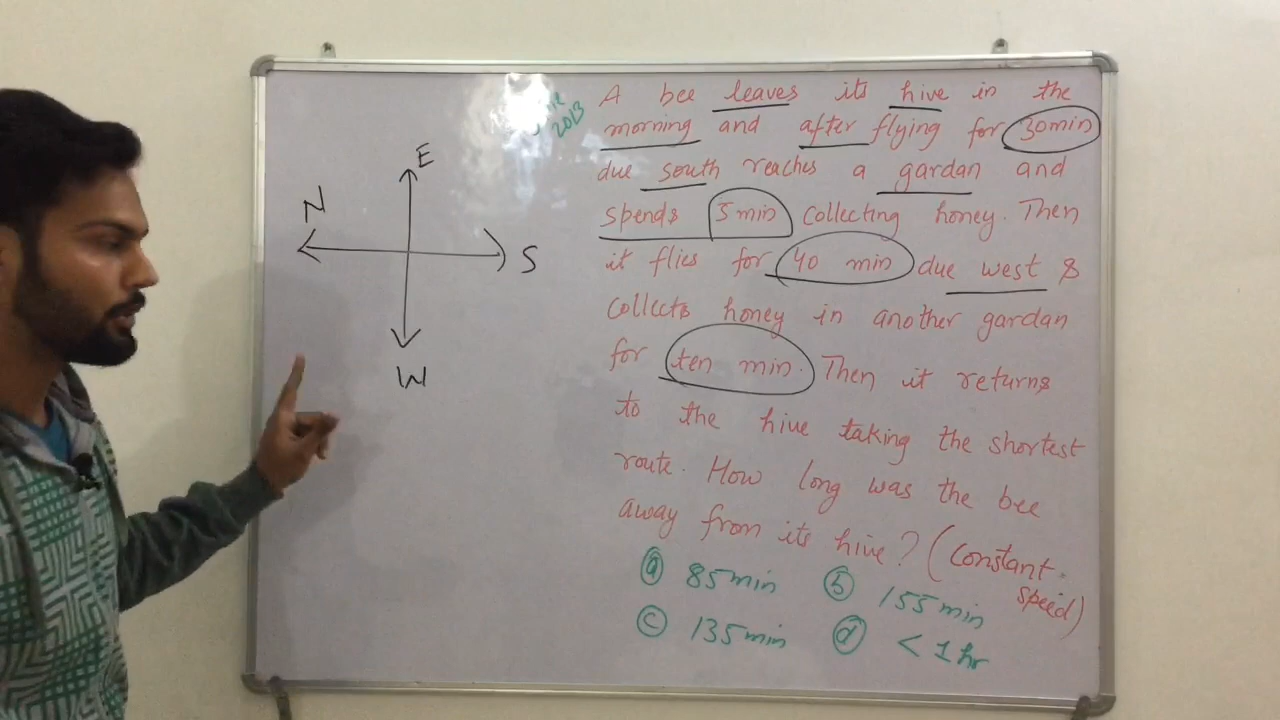 E
N
S
W
2013
A bee leaves its hive in the
morning and after flying for 30min
due south reaches a gardan and
spends 5 min collecting honey. Then
it flies for 40 min due west &
collects honey in another gardan
for ten min. Then it returns
to the hive taking the shortest
route. How long was the bee
away from its hive? (Constant
speed)
(a) 85min (b) 155 min
(c) 135min (d) < 1 hr